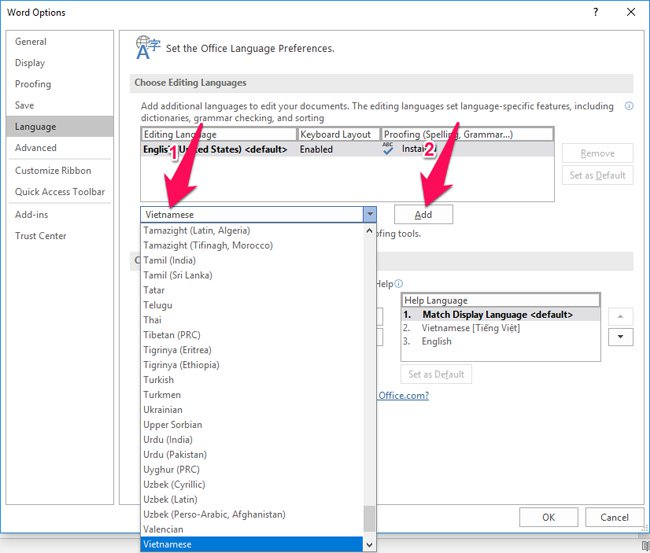 Word Options
?
General
Display
Proofing
Save
Language
Advanced
Customize Ribbon
Quick Access Toolbar
Add-ins
Trust Center
Set the Office Language Preferences.
Choose Editing Languages
Add additional languages to edit your documents. The editing languages set language-specific features, including
dictionaries, grammar checking, and sorting
Editing Language Keyboard Layout Proofing (Spelling, Grammar...)
(United States) <default> Enabled
Remove
Set as Default
1
2
Vietnamese
Add
tools.
Tamazight (Latin, Algeria)
Tamazight (Tifinagh, Morocco)
Tamil (India)
Tamil (Sri Lanka)
Tatar
Telugu
Thai
Tibetan (PRC)
Tigrinya (Eritrea)
Tigrinya (Ethiopia)
Turkish
Turkmen
Ukrainian
Upper Sorbian
Urdu (India)
Urdu (Pakistan)
Uyghur (PRC)
Uzbek (Cyrillic)
Uzbek (Latin)
Uzbek (Perso-Arabic, Afghanistan)
Valencian
Vietnamese
Help
Help Language
1. Match Display Language <default>
2. Vietnamese [Tiếng Việt]
3. English
Set as Default
Office.com?
OK
Cancel